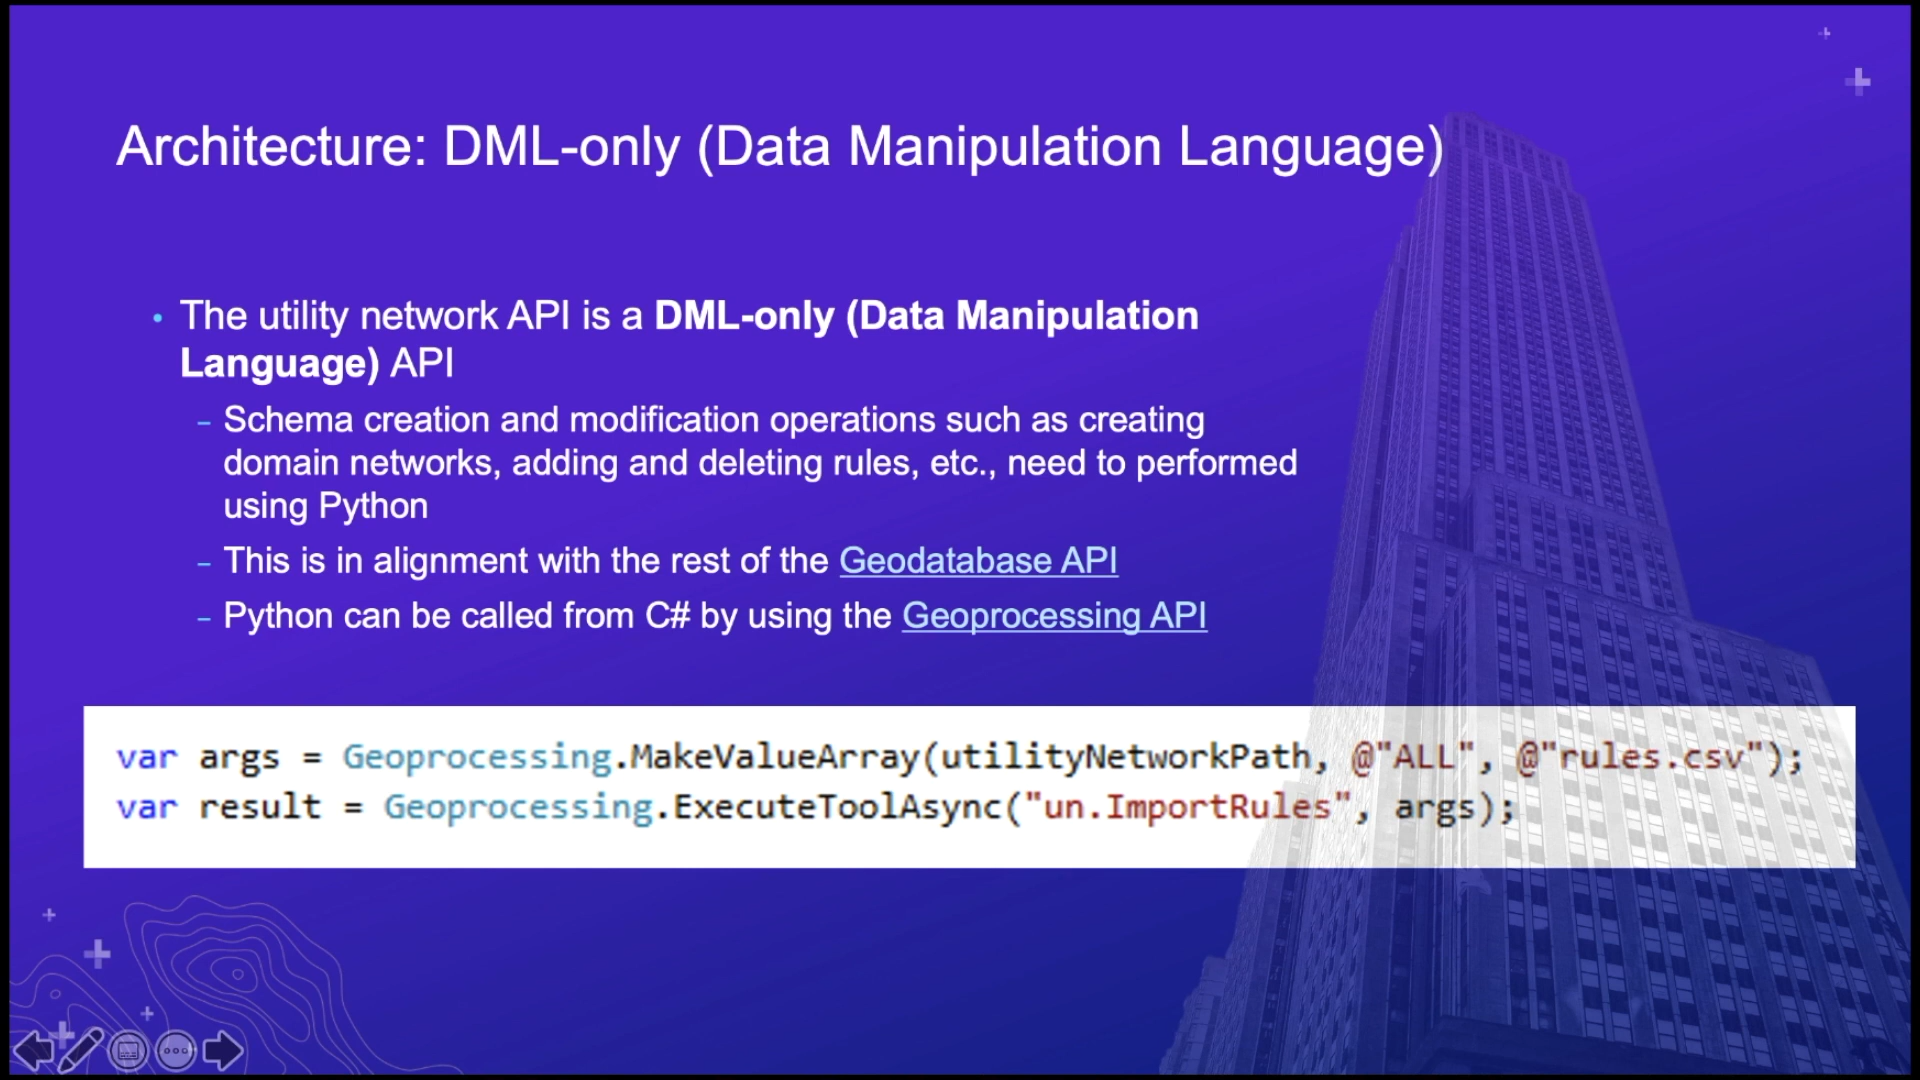 Architecture: DML-only (Data Manipulation Language)
• The utility network API is a DML-only (Data Manipulation
Language) API
– Schema creation and modification operations such as creating
domain networks, adding and deleting rules, etc., need to performed
using Python
– This is in alignment with the rest of the Geodatabase API
– Python can be called from C# by using the Geoprocessing API
var args = Geoprocessing.MakeValueArray(utilityNetworkPath, @"ALL", @"rules.csv");
var result = Geoprocessing.ExecuteToolAsync("un.ImportRules", args);